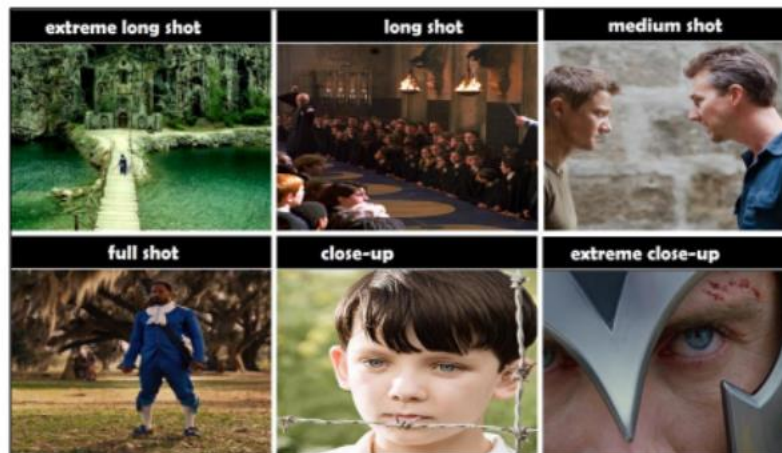 extreme long shot
long shot
medium shot
full shot
close-up
extreme close-up